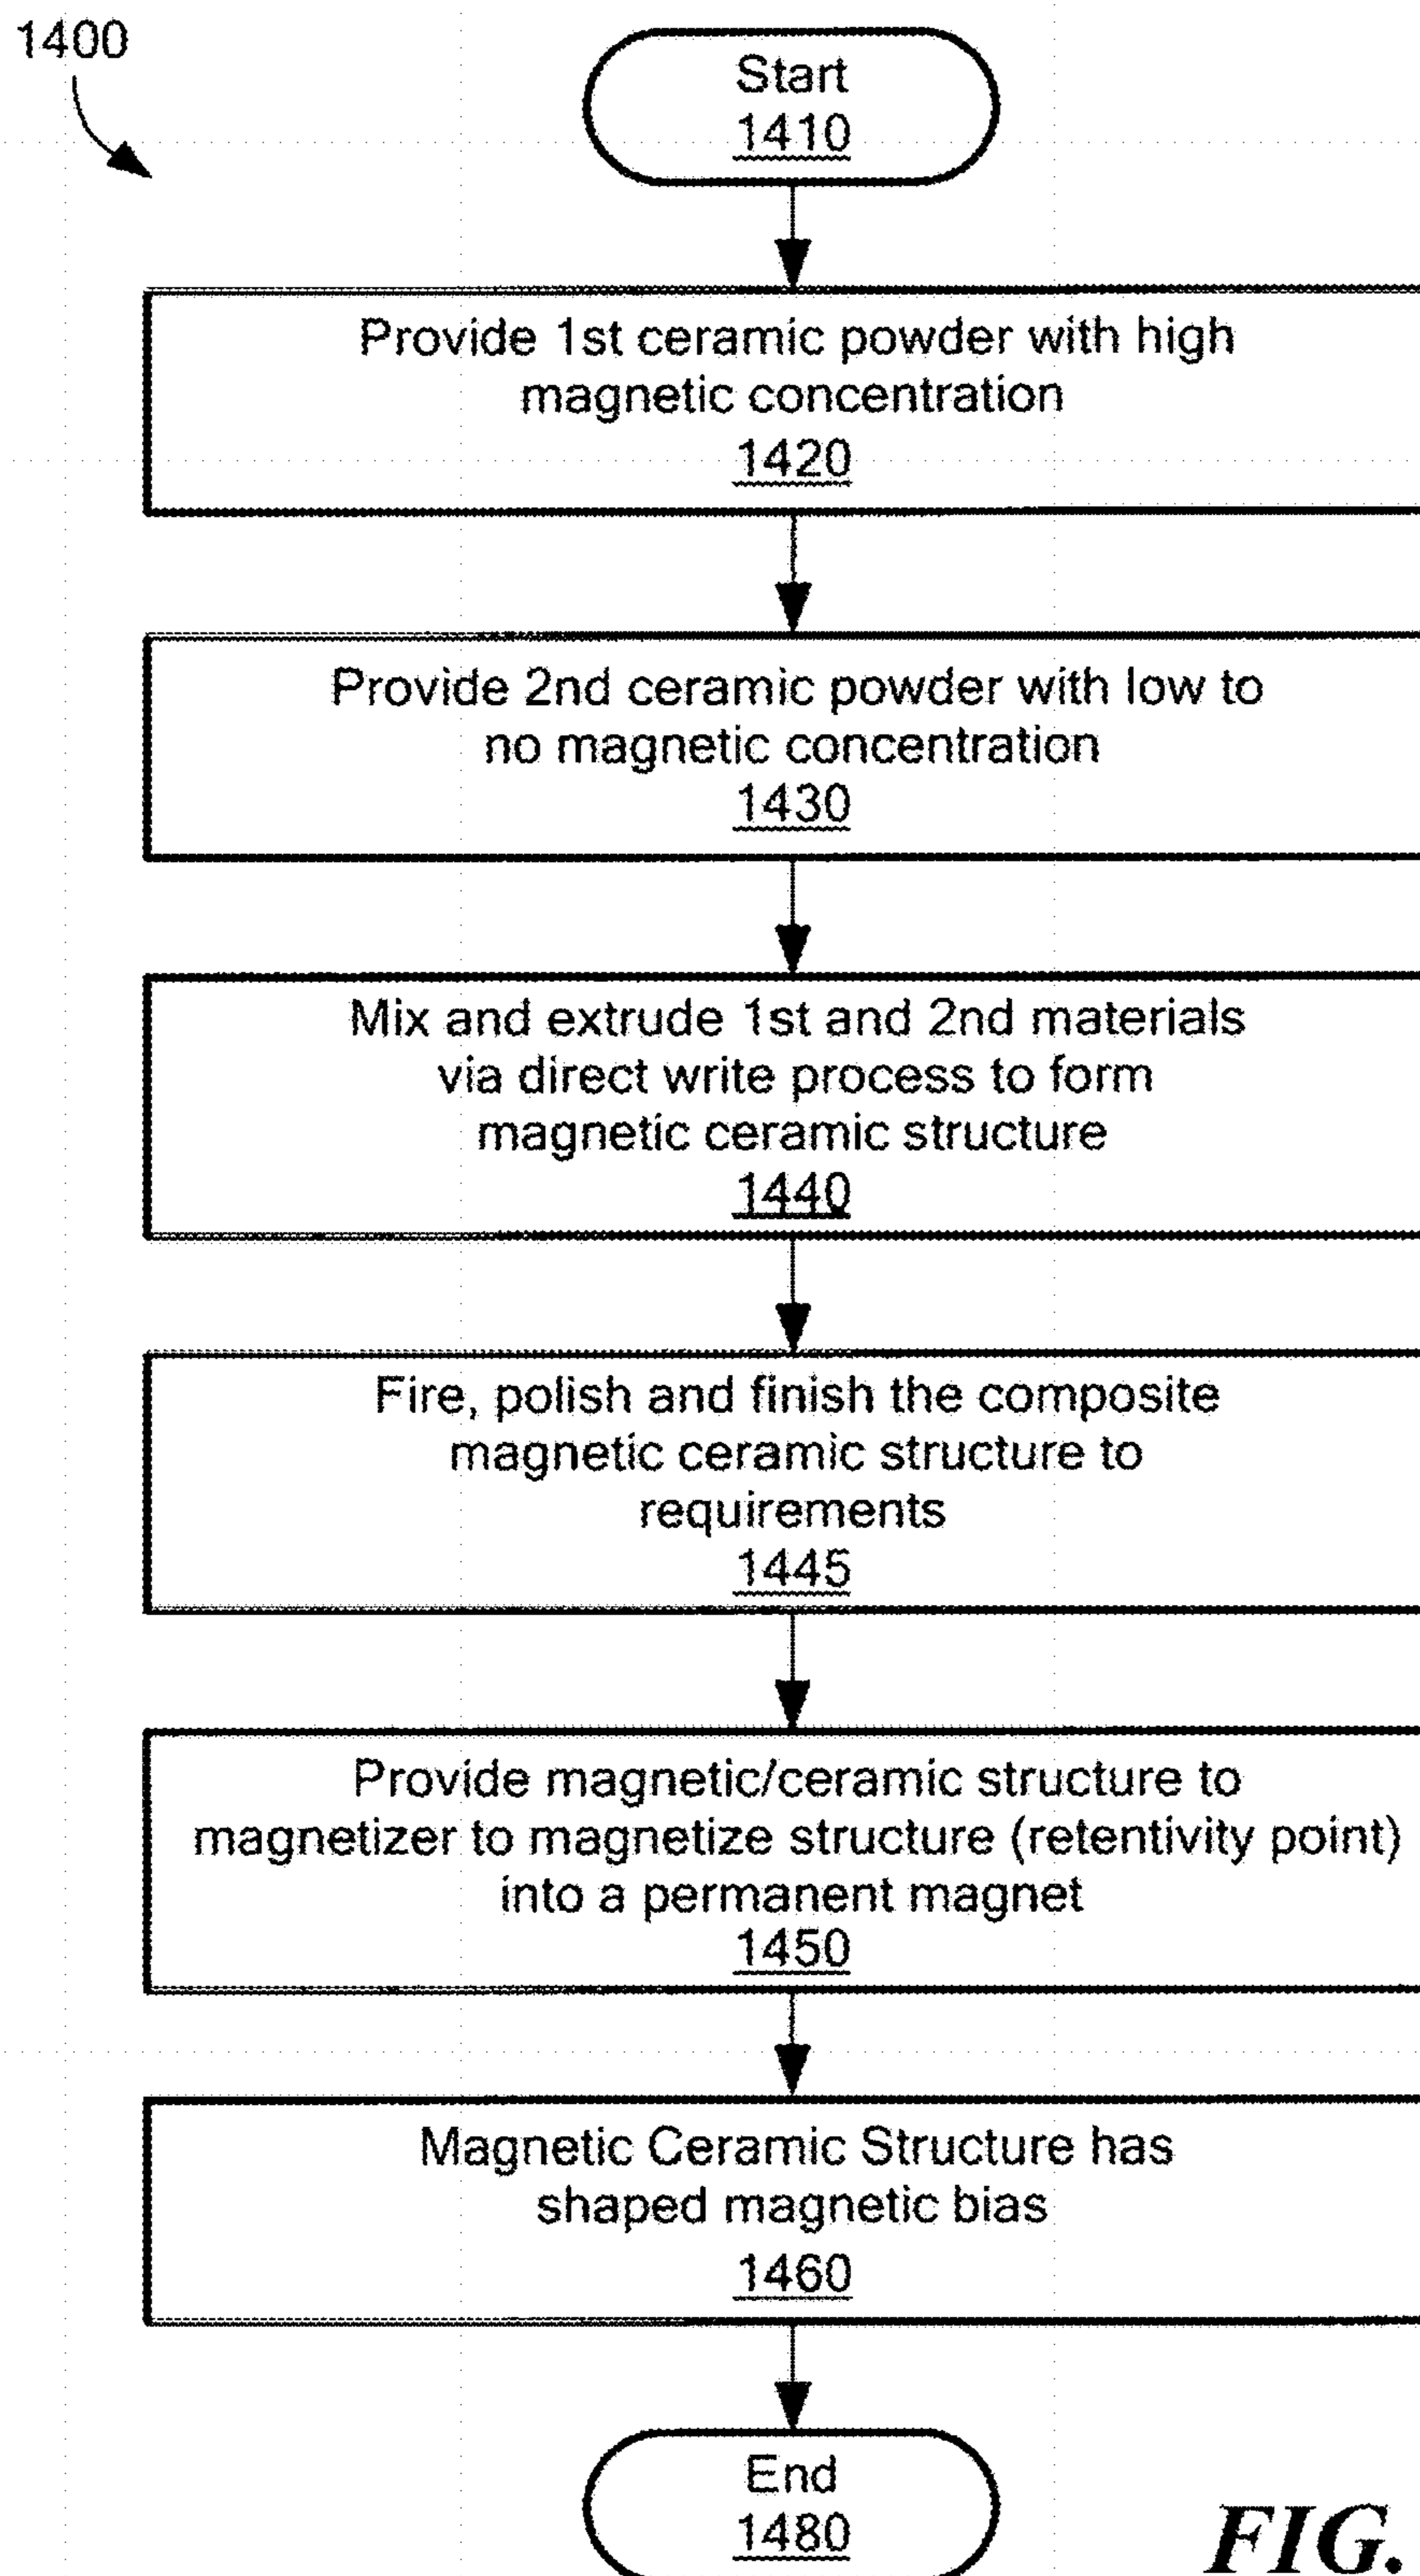 1400
Start
1410
Provide 1st ceramic powder with high
magnetic concentration
1420
Provide 2nd ceramic powder with low to
no magnetic concentration
1430
Mix and extrude 1st and 2nd materials
via direct write process to form
magnetic ceramic structure
1440
Fire, polish and finish the composite
magnetic ceramic structure to
requirements
1445
Provide magnetic/ceramic structure to
magnetizer to magnetize structure (retentivity point)
into a permanent magnet
1450
Magnetic Ceramic Structure has
shaped magnetic bias
1460
End
1480
FIG.